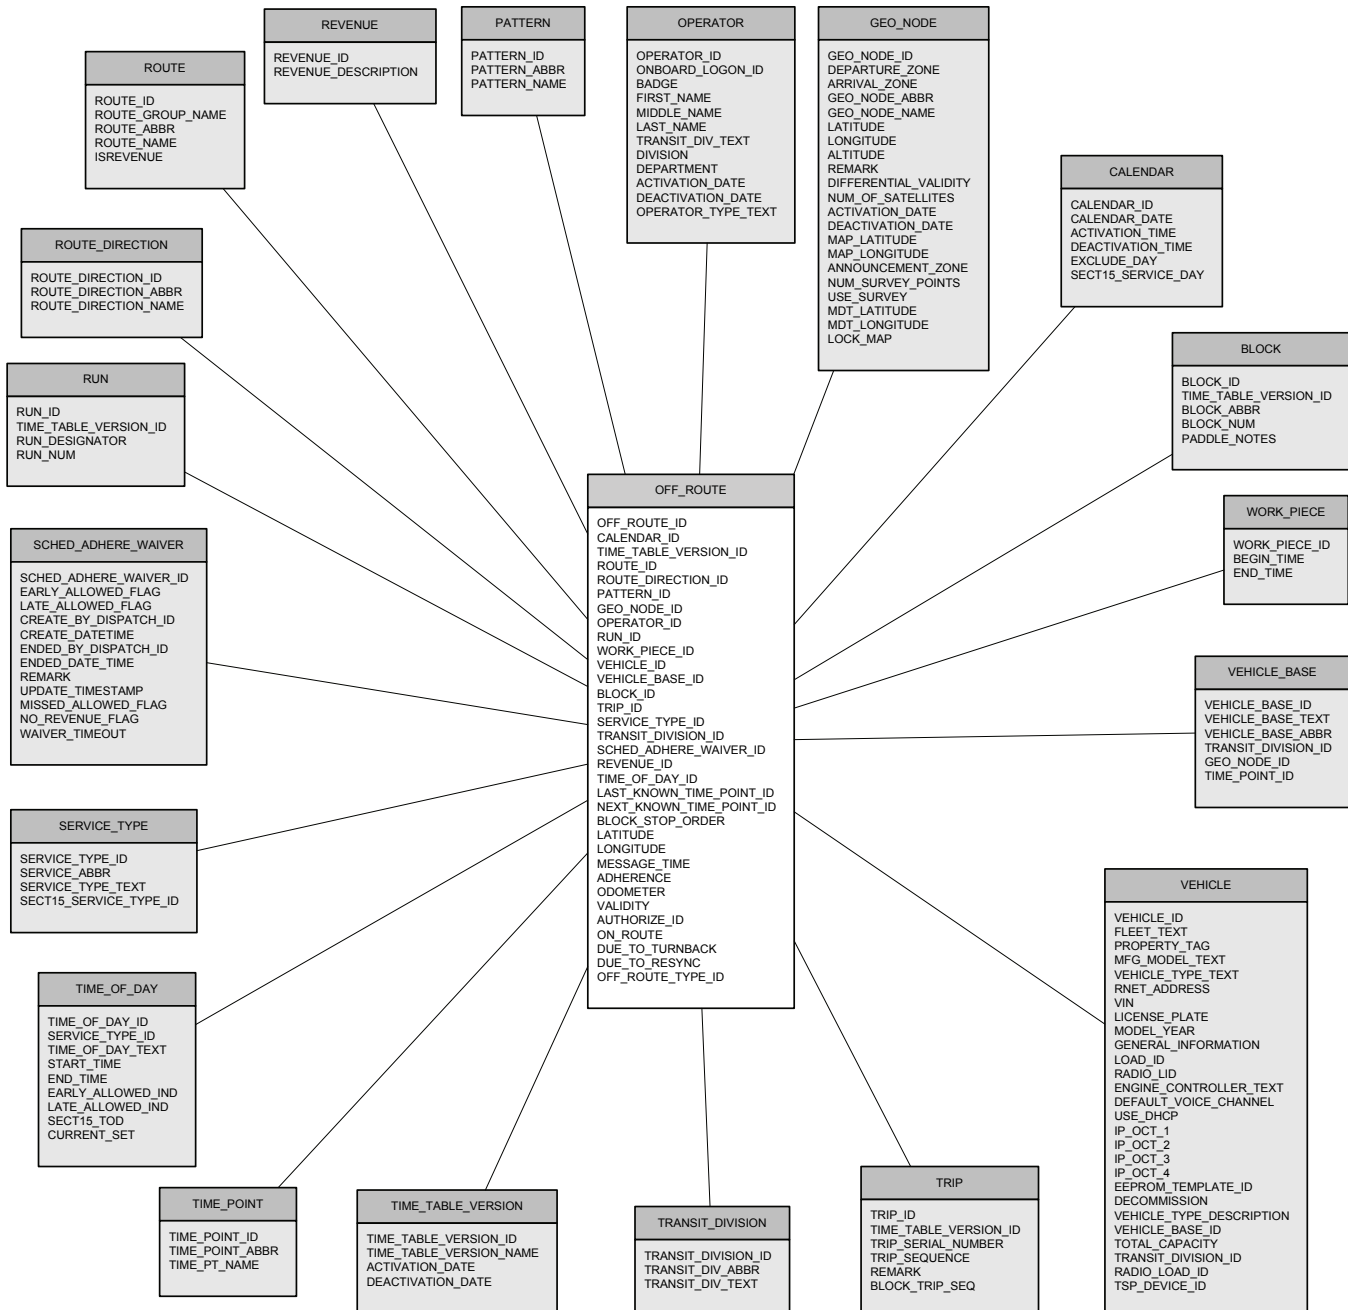 REVENUE
REVENUE_ID
REVENUE_DESCRIPTION
PATTERN
PATTERN_ID
PATTERN_ABBR
PATTERN_NAME
OPERATOR
OPERATOR_ID
ONBOARD_LOGON_ID
BADGE
FIRST_NAME
MIDDLE_NAME
LAST_NAME
TRANSIT_DIV_TEXT
DIVISION
DEPARTMENT
ACTIVATION_DATE
DEACTIVATION_DATE
OPERATOR_TYPE_TEXT
GEO_NODE
GEO_NODE_ID
DEPARTURE_ZONE
ARRIVAL_ZONE
GEO_NODE_ABBR
GEO_NODE_NAME
LATITUDE
LONGITUDE
ALTITUDE
REMARK
DIFFERENTIAL_VALIDITY
NUM_OF_SATELLITES
ACTIVATION_DATE
DEACTIVATION_DATE
MAP_LATITUDE
MAP_LONGITUDE
ANNOUNCEMENT_ZONE
NUM_SURVEY_POINTS
USE_SURVEY
MDT_LATITUDE
MDT_LONGITUDE
LOCK_MAP
ROUTE
ROUTE_ID
ROUTE_GROUP_NAME
ROUTE_ABBR
ROUTE_NAME
ISREVENUE
CALENDAR
CALENDAR_ID
CALENDAR_DATE
ACTIVATION_TIME
DEACTIVATION_TIME
EXCLUDE_DAY
SECT15_SERVICE_DAY
ROUTE_DIRECTION
ROUTE_DIRECTION_ID
ROUTE_DIRECTION_ABBR
ROUTE_DIRECTION_NAME
BLOCK
BLOCK_ID
TIME_TABLE_VERSION_ID
BLOCK_ABBR
BLOCK_NUM
PADDLE_NOTES
RUN
RUN_ID
TIME_TABLE_VERSION_ID
RUN_DESIGNATOR
RUN_NUM
OFF_ROUTE
OFF_ROUTE_ID
CALENDAR_ID
TIME_TABLE_VERSION_ID
ROUTE_ID
ROUTE_DIRECTION_ID
PATTERN_ID
GEO_NODE_ID
OPERATOR_ID
RUN_ID
WORK_PIECE_ID
VEHICLE_ID
VEHICLE_BASE_ID
BLOCK_ID
TRIP_ID
SERVICE_TYPE_ID
TRANSIT_DIVISION_ID
SCHED_ADHERE_WAIVER_ID
REVENUE_ID
TIME_OF_DAY_ID
LAST_KNOWN_TIME_POINT_ID
NEXT_KNOWN_TIME_POINT_ID
BLOCK_STOP_ORDER
LATITUDE
LONGITUDE
MESSAGE_TIME
ADHERENCE
ODOMETER
VALIDITY
AUTHORIZE_ID
ON_ROUTE
DUE_TO_TURNBACK
DUE_TO_RESYNC
OFF_ROUTE_TYPE_ID
WORK_PIECE
WORK_PIECE_ID
BEGIN_TIME
END_TIME
SCHED_ADHERE_WAIVER
SCHED_ADHERE_WAIVER_ID
EARLY_ALLOWED_FLAG
LATE_ALLOWED_FLAG
CREATE_BY_DISPATCH_ID
CREATE_DATETIME
ENDED_BY_DISPATCH_ID
ENDED_DATE_TIME
REMARK
UPDATE_TIMESTAMP
MISSED_ALLOWED_FLAG
NO_REVENUE_FLAG
WAIVER_TIMEOUT
VEHICLE_BASE
VEHICLE_BASE_ID
VEHICLE_BASE_TEXT
VEHICLE_BASE_ABBR
TRANSIT_DIVISION_ID
GEO_NODE_ID
TIME_POINT_ID
SERVICE_TYPE
SERVICE_TYPE_ID
SERVICE_ABBR
SERVICE_TYPE_TEXT
SECT15_SERVICE_TYPE_ID
VEHICLE
VEHICLE_ID
FLEET_TEXT
PROPERTY_TAG
MFG_MODEL_TEXT
VEHICLE_TYPE_TEXT
RNET_ADDRESS
VIN
LICENSE_PLATE
MODEL_YEAR
GENERAL_INFORMATION
LOAD_ID
RADIO_LID
ENGINE_CONTROLLER_TEXT
DEFAULT_VOICE_CHANNEL
USE_DHCP
IP_OCT_1
IP_OCT_2
IP_OCT_3
IP_OCT_4
EEPROM_TEMPLATE_ID
DECOMMISSION
VEHICLE_TYPE_DESCRIPTION
VEHICLE_BASE_ID
TOTAL_CAPACITY
TRANSIT_DIVISION_ID
RADIO_LOAD_ID
TSP_DEVICE_ID
TIME_OF_DAY
TIME_OF_DAY_ID
SERVICE_TYPE_ID
TIME_OF_DAY_TEXT
START_TIME
END_TIME
EARLY_ALLOWED_IND
LATE_ALLOWED_IND
SECT15_TOD
CURRENT_SET
TIME_POINT
TIME_POINT_ID
TIME_POINT_ABBR
TIME_PT_NAME
TIME_TABLE_VERSION
TIME_TABLE_VERSION_ID
TIME_TABLE_VERSION_NAME
ACTIVATION_DATE
DEACTIVATION_DATE
TRANSIT_DIVISION
TRANSIT_DIVISION_ID
TRANSIT_DIV_ABBR
TRANSIT_DIV_TEXT
TRIP
TRIP_ID
TIME_TABLE_VERSION_ID
TRIP_SERIAL_NUMBER
TRIP_SEQUENCE
REMARK
BLOCK_TRIP_SEQ